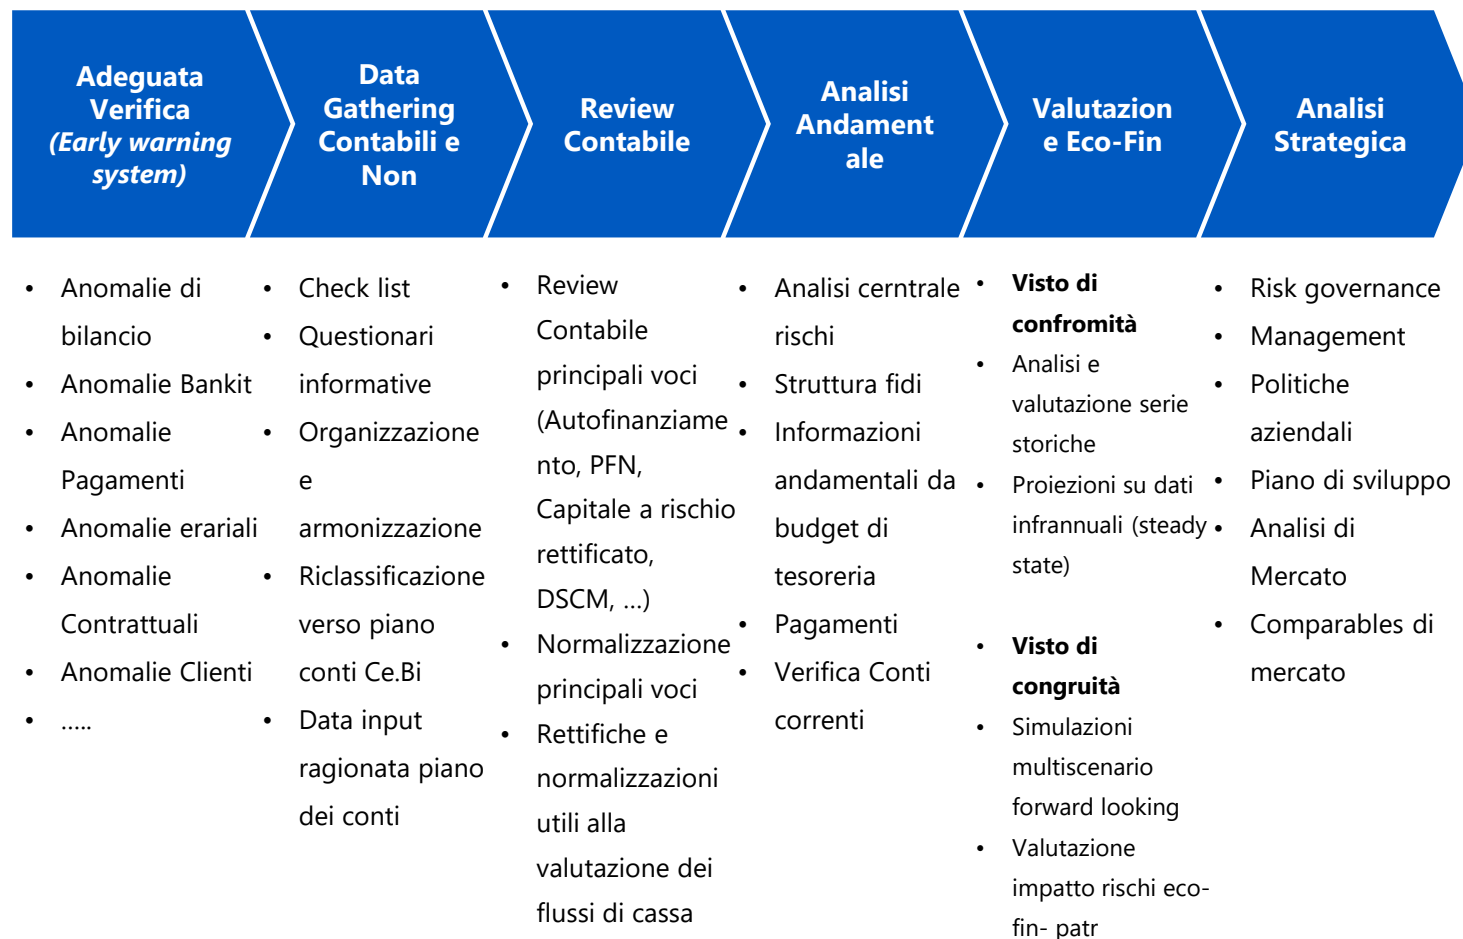 Adeguata
Verifica
(Early warning
system)
Data
Gathering
Contabili e
Non
Review
Contabile
Analisi
Andament
ale
Valutazion
e Eco-Fin
Analisi
Strategica
• Anomalie di
bilancio
• Anomalie Bankit
• Anomalie
Pagamenti
• Anomalie erariali
• Anomalie
Contrattuali
• Anomalie Clienti
• .....
• Check list
• Questionari
informative
• Organizzazione
e
armonizzazione
• Riclassificazione
verso piano
conti Ce.Bi
• Data input
ragionata piano
dei conti
• Review
Contabile
principali voci
(Autofinanziame
nto, PFN,
Capitale a rischio
rettificato,
DSCM, ...)
• Normalizzazione
principali voci
• Rettifiche e
normalizzazioni
utili alla
valutazione dei
flussi di cassa
• Analisi cerntrale
rischi
• Struttura fidi
• Informazioni
andamentali da
budget di
tesoreria
• Pagamenti
• Verifica Conti
correnti
• Visto di
confromità
• Analisi e
valutazione serie
storiche
• Proiezioni su dati
infrannuali (steady
state)
• Visto di
congruità
• Simulazioni
multiscenario
forward looking
• Valutazione
impatto rischi eco-
fin- patr
• Risk governance
• Management
• Politiche
aziendali
• Piano di sviluppo
• Analisi di
Mercato
• Comparables di
mercato